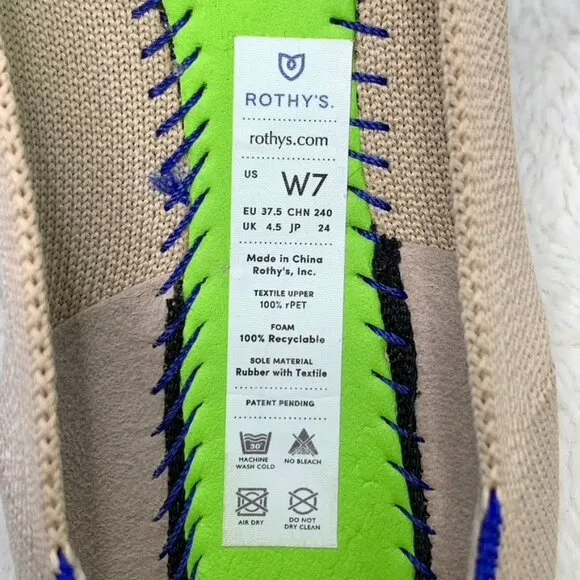 ROTHY'S.
rothys.com
US W7
EU 37.5 CHN 240
UK 4.5 JP 24
Made in China
Rothy's, Inc.
TEXTILE UPPER
100% rPET
FOAM
100% Recyclable
SOLE MATERIAL
Rubber with Textile
PATENT PENDING
30°
MACHINE WASH COLD
NO BLEACH
AIR DRY
DO NOT DRY CLEAN